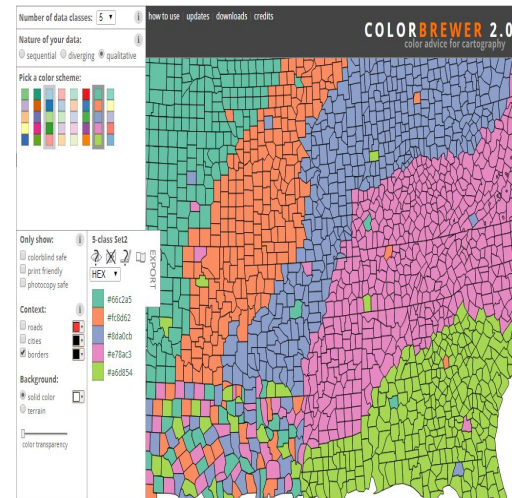 Number of data classes: 5 i
how to use updates downloads credits
COLORBREWER 2.0
color advice for cartography
Nature of your data: i
sequential diverging qualitative
Pick a color scheme:
Only show: i
colorblind safe
print friendly
photocopy safe
Context: i
roads
cities
borders
Background:
solid color
terrain
color transparency
5-class Set2
EXPORT
HEX
#66c2a5
#fc8d62
#8da0cb
#e78ac3
#a6d854